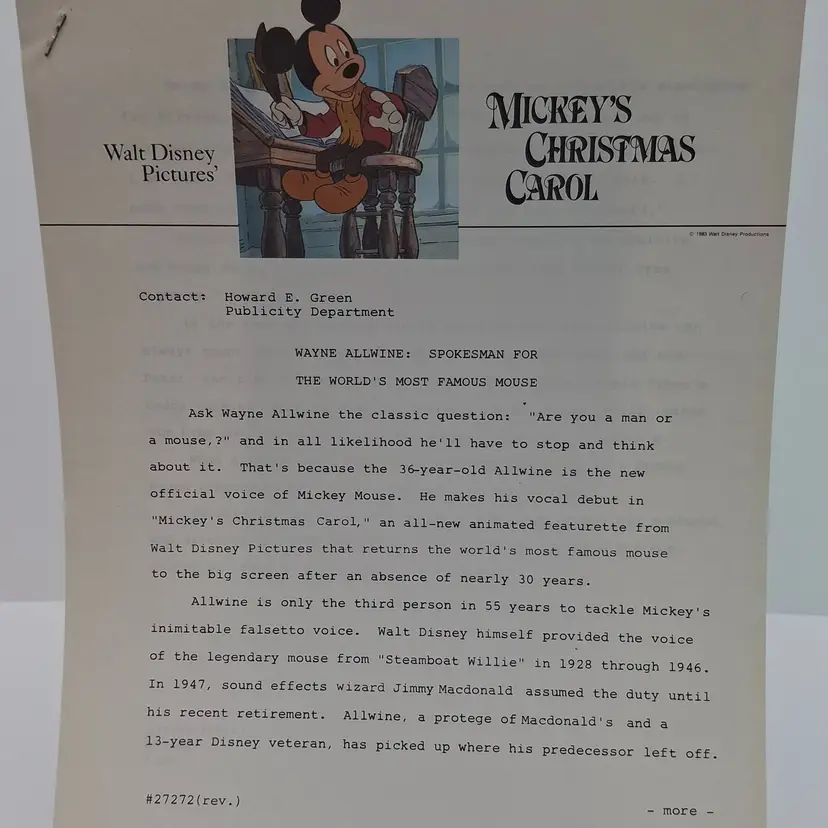 Walt Disney
Pictures'
MICKEY'S
CHRISTMAS
CAROL
© 1983 Walt Disney Productions
Contact: Howard E. Green
Publicity Department
WAYNE ALLWINE: SPOKESMAN FOR
THE WORLD'S MOST FAMOUS MOUSE
Ask Wayne Allwine the classic question: "Are you a man or
a mouse,?" and in all likelihood he'll have to stop and think
about it. That's because the 36-year-old Allwine is the new
official voice of Mickey Mouse. He makes his vocal debut in
"Mickey's Christmas Carol," an all-new animated featurette from
Walt Disney Pictures that returns the world's most famous mouse
to the big screen after an absence of nearly 30 years.
Allwine is only the third person in 55 years to tackle Mickey's
inimitable falsetto voice. Walt Disney himself provided the voice
of the legendary mouse from "Steamboat Willie" in 1928 through 1946.
In 1947, sound effects wizard Jimmy Macdonald assumed the duty until
his recent retirement. Allwine, a protege of Macdonald's and a
13-year Disney veteran, has picked up where his predecessor left off.
#27272(rev.)
- more -